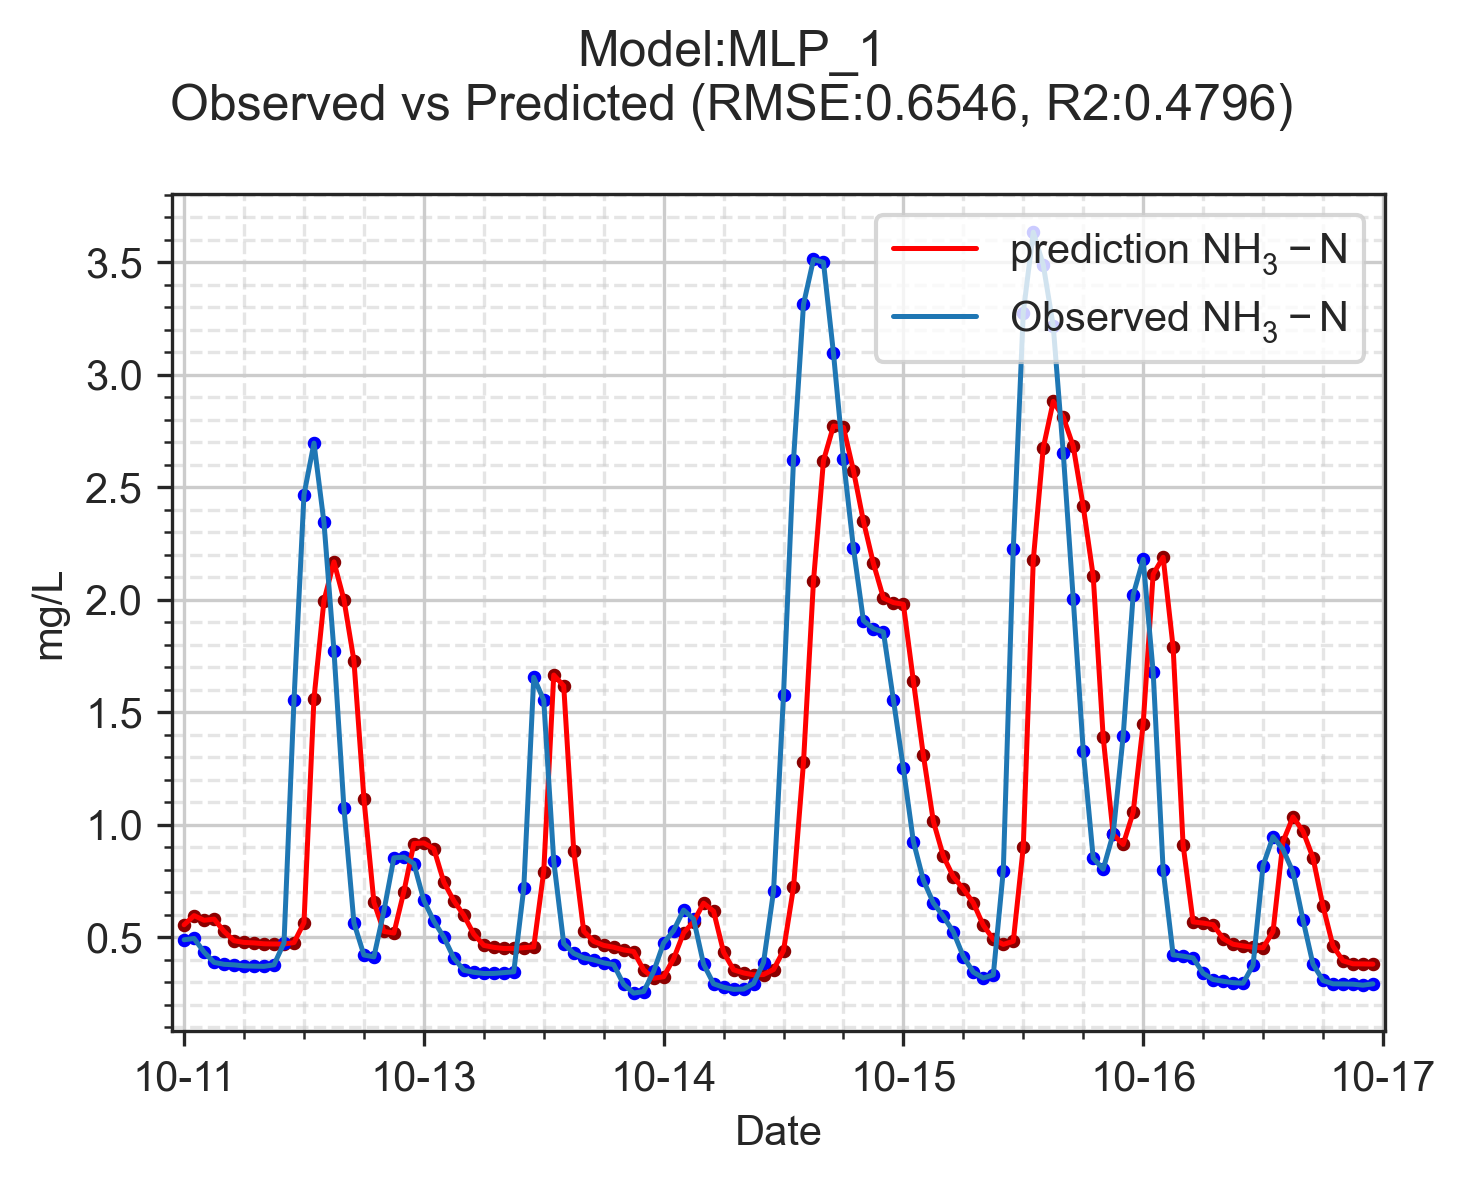 Model:MLP_1
Observed vs Predicted (RMSE:0.6546, R2:0.4796)
prediction NH₃ − N
Observed NH₃ − N
3.5
3.0
2.5
2.0
1.5
1.0
0.5
mg/L
10-11 10-13 10-14 10-15 10-16 10-17
Date